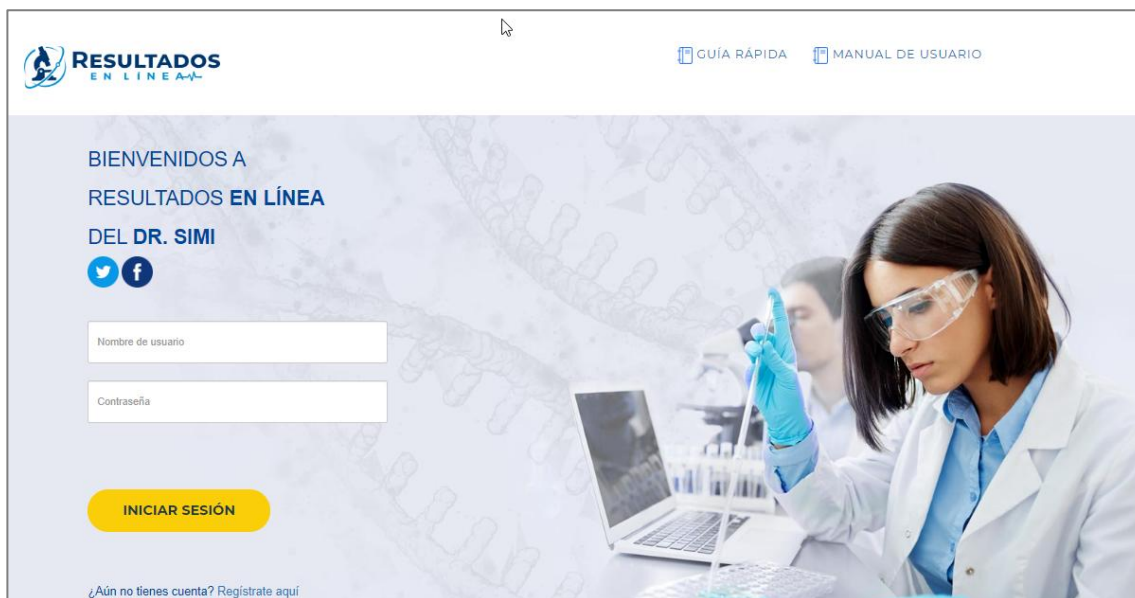 RESULTADOS
EN LÍNEA
GUÍA RÁPIDA
MANUAL DE USUARIO
BIENVENIDOS A
RESULTADOS EN LÍNEA
DEL DR. SIMI
Nombre de usuario
Contraseña
INICIAR SESIÓN
¿Aún no tienes cuenta? Regístrate aquí